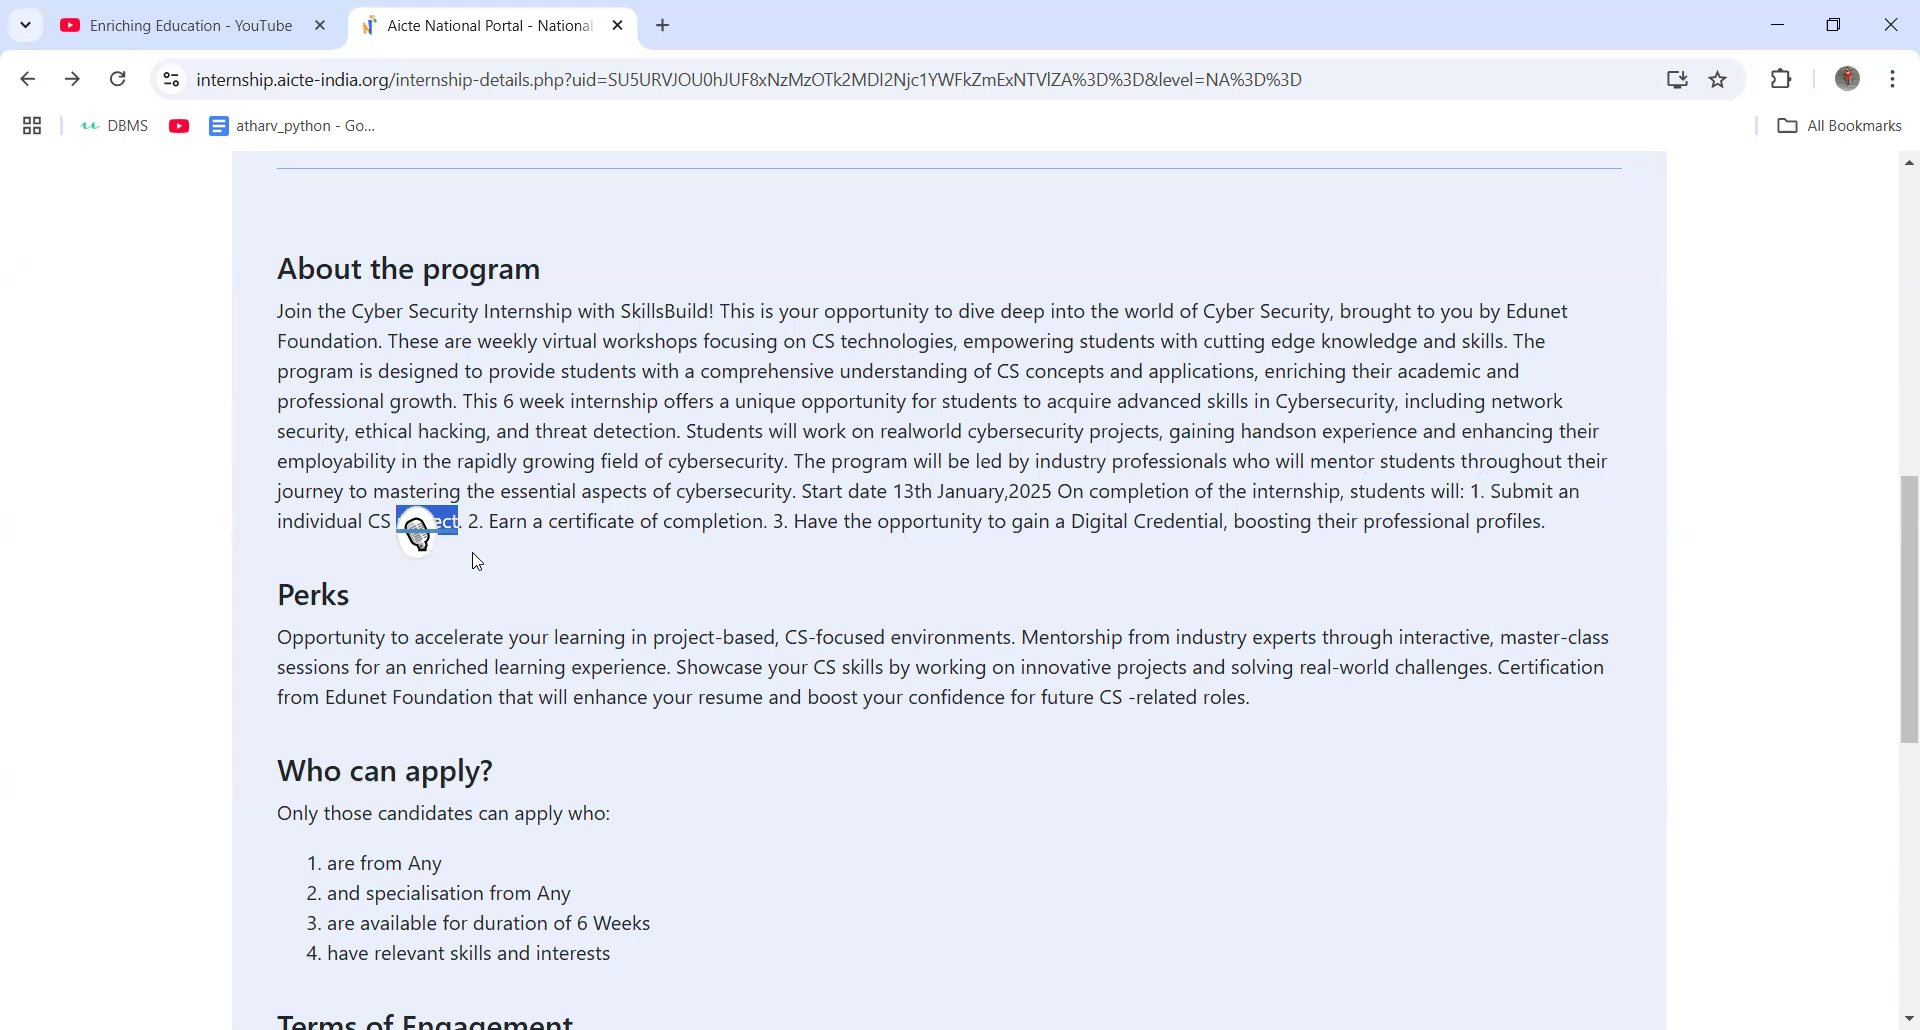 Enriching Education - YouTube
Aicte National Portal - National
internship.aicte-india.org/internship-details.php?uid=SU5URVJOU0hJUF8xNzMzOTk2MDI2Njc1YWFkZmExNTVlZA%3D%3D&level=NA%3D%3D
DBMS
atharv_python - Go...
All Bookmarks
About the program
Join the Cyber Security Internship with SkillsBuild! This is your opportunity to dive deep into the world of Cyber Security, brought to you by Edunet
Foundation. These are weekly virtual workshops focusing on CS technologies, empowering students with cutting edge knowledge and skills. The
program is designed to provide students with a comprehensive understanding of CS concepts and applications, enriching their academic and
professional growth. This 6 week internship offers a unique opportunity for students to acquire advanced skills in Cybersecurity, including network
security, ethical hacking, and threat detection. Students will work on realworld cybersecurity projects, gaining handson experience and enhancing their
employability in the rapidly growing field of cybersecurity. The program will be led by industry professionals who will mentor students throughout their
journey to mastering the essential aspects of cybersecurity. Start date 13th January,2025 On completion of the internship, students will: 1. Submit an
individual CS 2. Earn a certificate of completion. 3. Have the opportunity to gain a Digital Credential, boosting their professional profiles.
Perks
Opportunity to accelerate your learning in project-based, CS-focused environments. Mentorship from industry experts through interactive, master-class
sessions for an enriched learning experience. Showcase your CS skills by working on innovative projects and solving real-world challenges. Certification
from Edunet Foundation that will enhance your resume and boost your confidence for future CS -related roles.
Who can apply?
Only those candidates can apply who:
1. are from Any
2. and specialisation from Any
3. are available for duration of 6 Weeks
4. have relevant skills and interests
Terms of Engagement